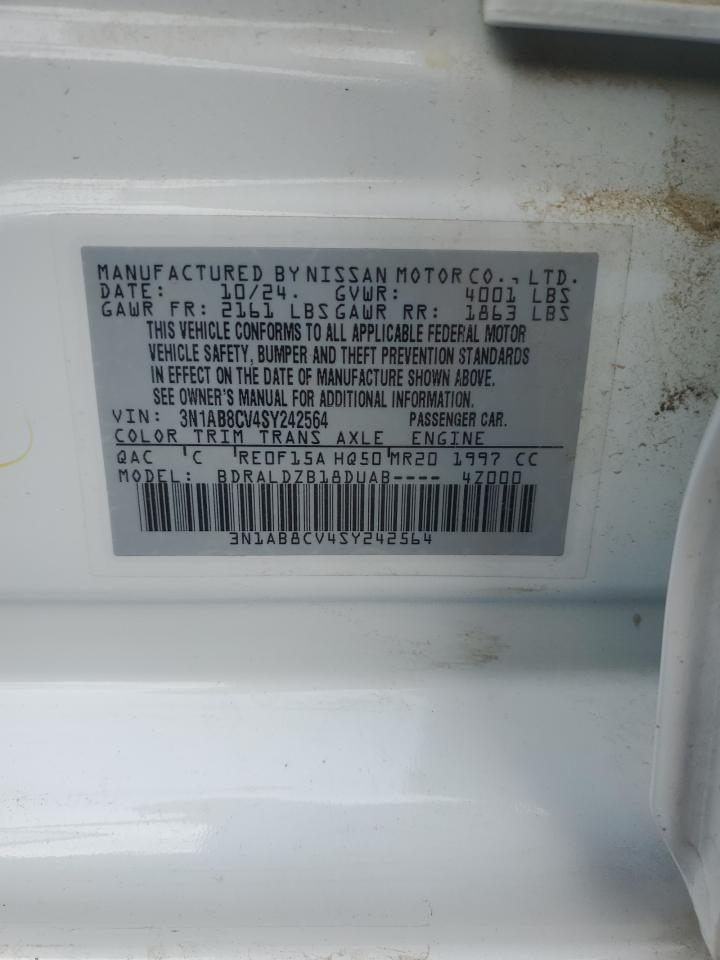 MANUFACTURED BY NISSAN MOTOR CO., LTD.
DATE: 10/24. GVWR: 4001 LBS
GAWR FR: 2161 LBS GAWR RR: 1863 LBS
THIS VEHICLE CONFORMS TO ALL APPLICABLE FEDERAL MOTOR
VEHICLE SAFETY, BUMPER AND THEFT PREVENTION STANDARDS
IN EFFECT ON THE DATE OF MANUFACTURE SHOWN ABOVE.
SEE OWNER'S MANUAL FOR ADDITIONAL INFORMATION.
VIN: 3N1AB8CV4SY242564 PASSENGER CAR.
COLOR TRIM TRANS AXLE ENGINE
QAC 'C 'RE0F15A HQ50'MR20 1997 CC
MODEL: BDRALDZB18DUAB---- 4Z000
3N1AB8CV4SY242564